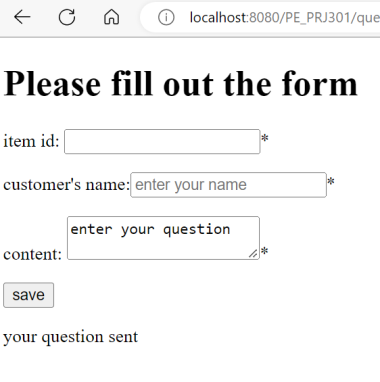 localhost:8080/PE_PRJ301/que
Please fill out the form
item id: *
customer's name: enter your name *
content: enter your question *
save
your question sent